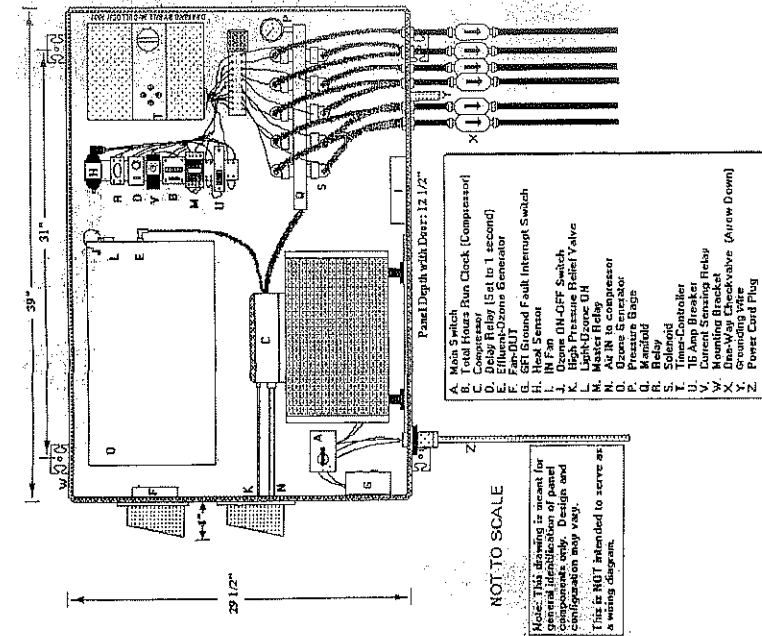 39"
31"
29 1/2"
4"
DRAWING BY BILL McCULLOCH
W
F
O
J
L
E
H
R
D
V
B
M
U
T
P
C
K
N
A
G
Z
Q
S
I
X
Y
Panel Depth with Door: 12 1/2"
A. Main Switch
B. Total Hours Run Clock (Compressor)
C. Compressor
D. Delay Relay (Set to 1 second)
E. Effluent-Ozone Generator
F. Fan-OUT
G. GFI Ground Fault Interrupt Switch
H. Heat Sensor
I. IN Fan
J. Ozone ON-OFF Switch
K. High-Pressure Relief Valve
L. Light-Ozone ON
M. Master Relay
N. Air IN to compressor
O. Ozone Generator
P. Pressure Gage
Q. Manifold
R. Relay
S. Solenoid
T. Timer-Controller
U. 16 Amp Breaker
V. Current Sensing Relay
W. Mounting Bracket
X. One-Way Checkvalve (Arrow Down)
Y. Grounding Wire
Z. Power Cord Plug
NOT TO SCALE
Note: This drawing is meant for
general identification of panel
components only. Design and
configuration may vary.
This is NOT intended to serve as
a wiring diagram.